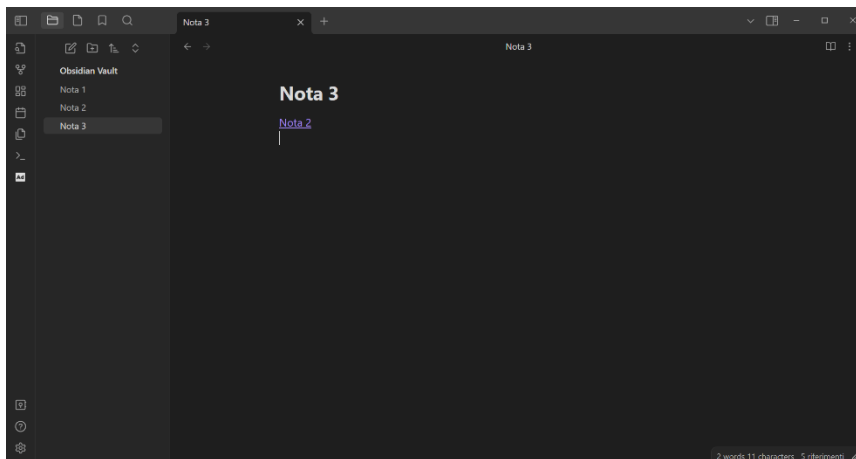 Nota 3
Nota 3
Obsidian Vault
Nota 1
Nota 2
Nota 3
Nota 3
Nota 2
Ad
2 words 11 characters 5 riferimenti